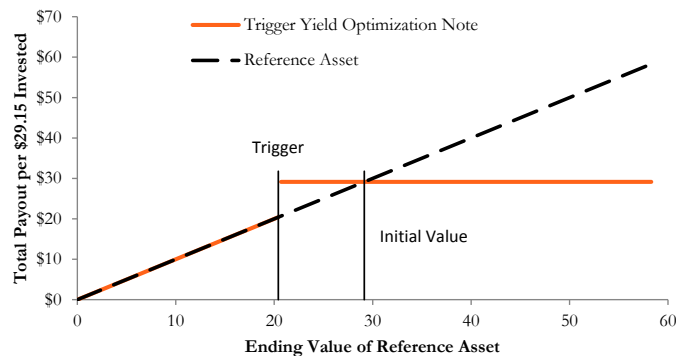 Trigger Yield Optimization Note
Reference Asset
$70
$60
$50
$40
$30
$20
$10
$0
Total Payout per $29.15 Invested
Trigger
Initial Value
0
10
20
30
40
50
60
Ending Value of Reference Asset